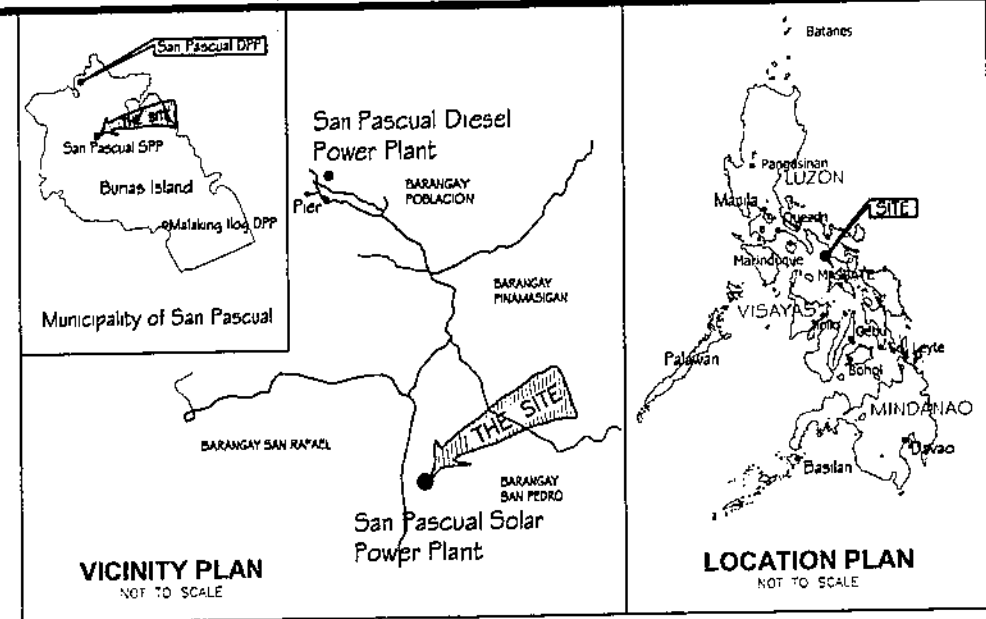 San Pascual DPP
THE SITE
San Pascual SPP
Burias Island
Malaking Ilog DPP
Municipality of San Pascual
San Pascual Diesel
Power Plant
BARANGAY
POBLACION
Pier
BARANGAY
PINAMASIGAN
THE SITE
BARANGAY SAN RAFAEL
BARANGAY
SAN PEDRO
San Pascual Solar
Power Plant
VICINITY PLAN
NOT TO SCALE
Batanes
Pangasinan
LUZON
Manila
Quezon
SITE
Marinduque
MASBATE
VISAYAS
Iloilo
Cebu
Leyte
Palawan
Bohol
MINDANAO
Davao
Basilan
LOCATION PLAN
NOT TO SCALE